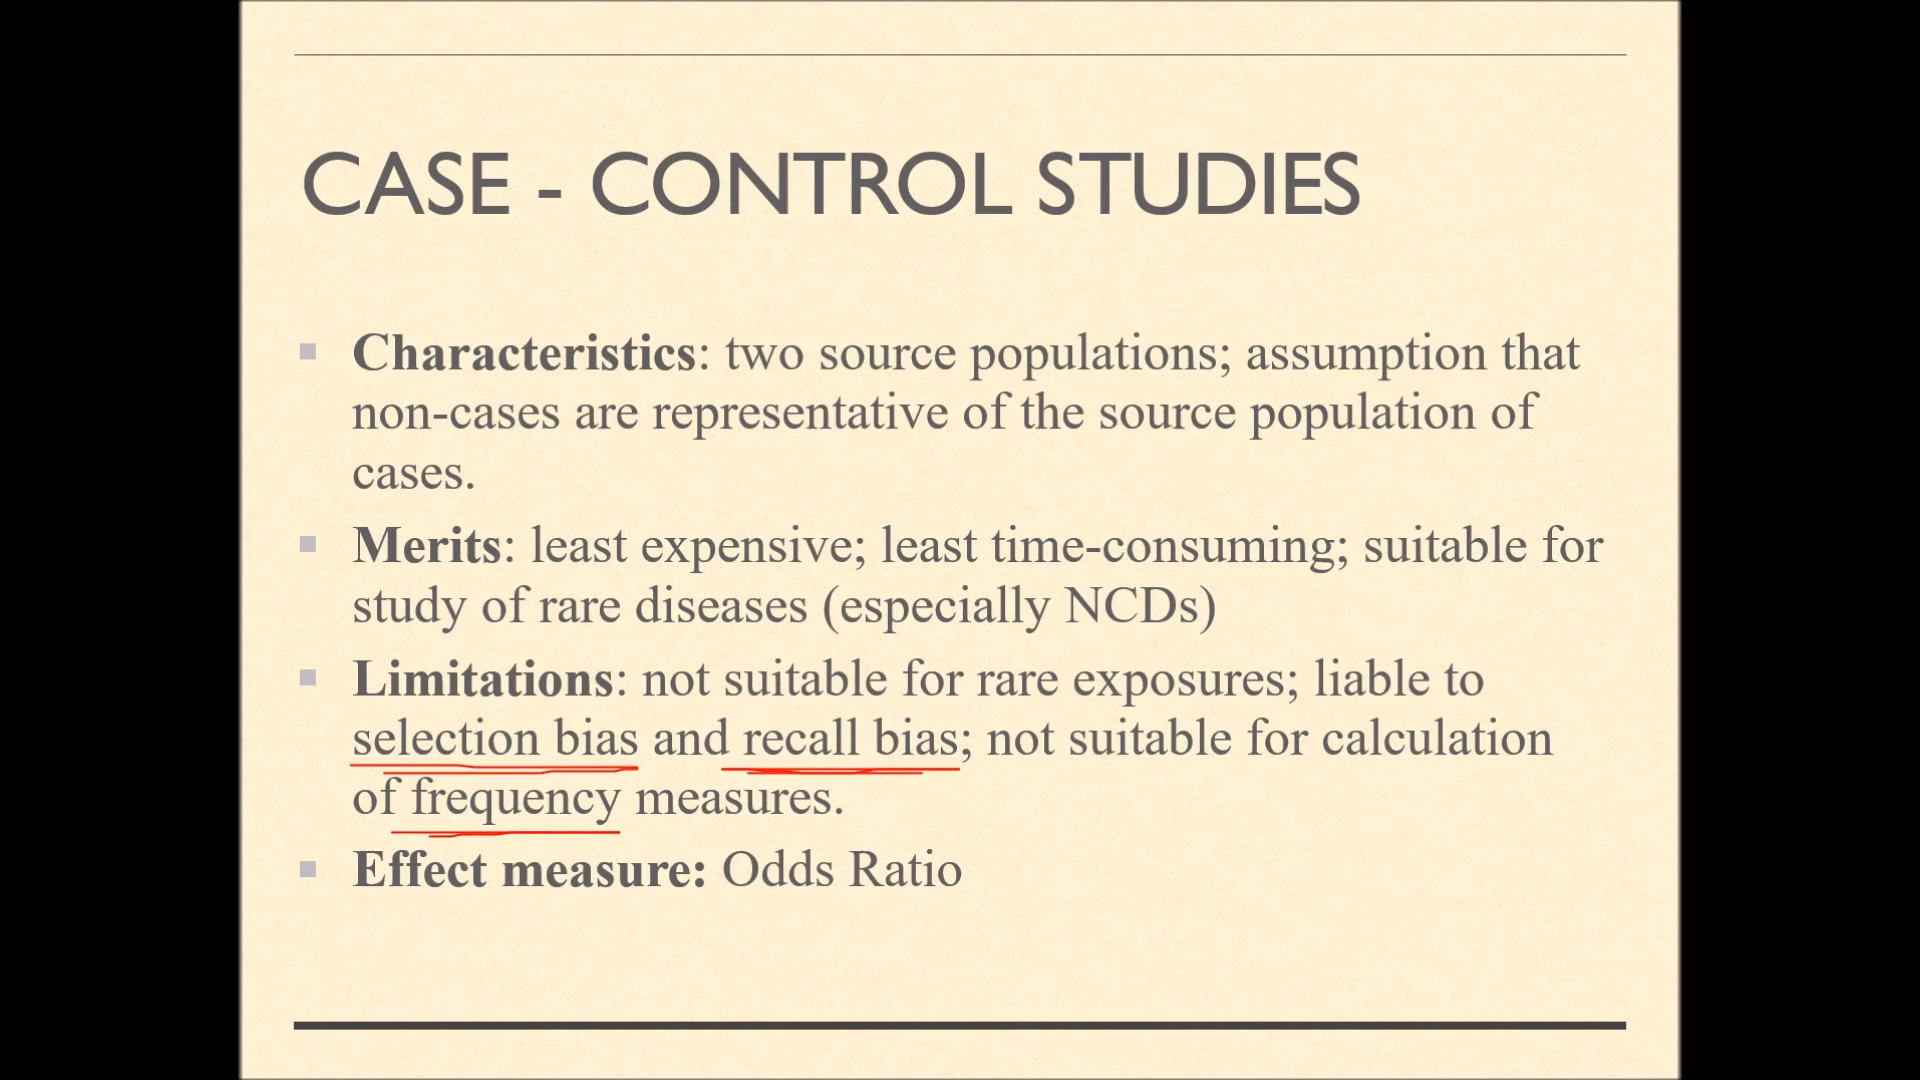 CASE - CONTROL STUDIES
Characteristics: two source populations; assumption that
non-cases are representative of the source population of
cases.
Merits: least expensive; least time-consuming; suitable for
study of rare diseases (especially NCDs)
Limitations: not suitable for rare exposures; liable to
selection bias and recall bias; not suitable for calculation
of frequency measures.
Effect measure: Odds Ratio